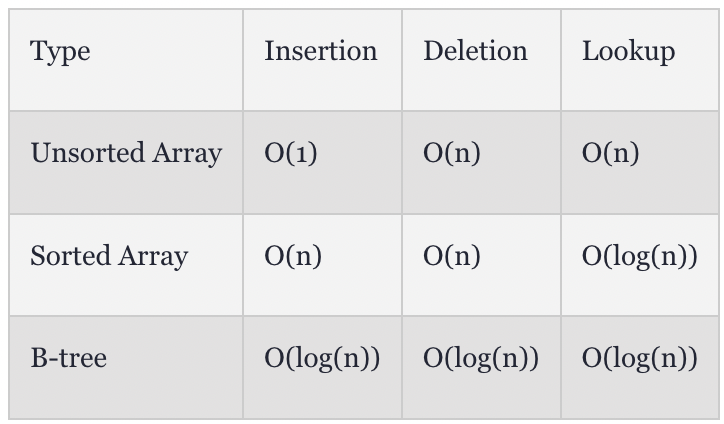 Type Insertion Deletion Lookup
Unsorted Array O(1) O(n) O(n)
Sorted Array O(n) O(n) O(log(n))
B-tree O(log(n)) O(log(n)) O(log(n))